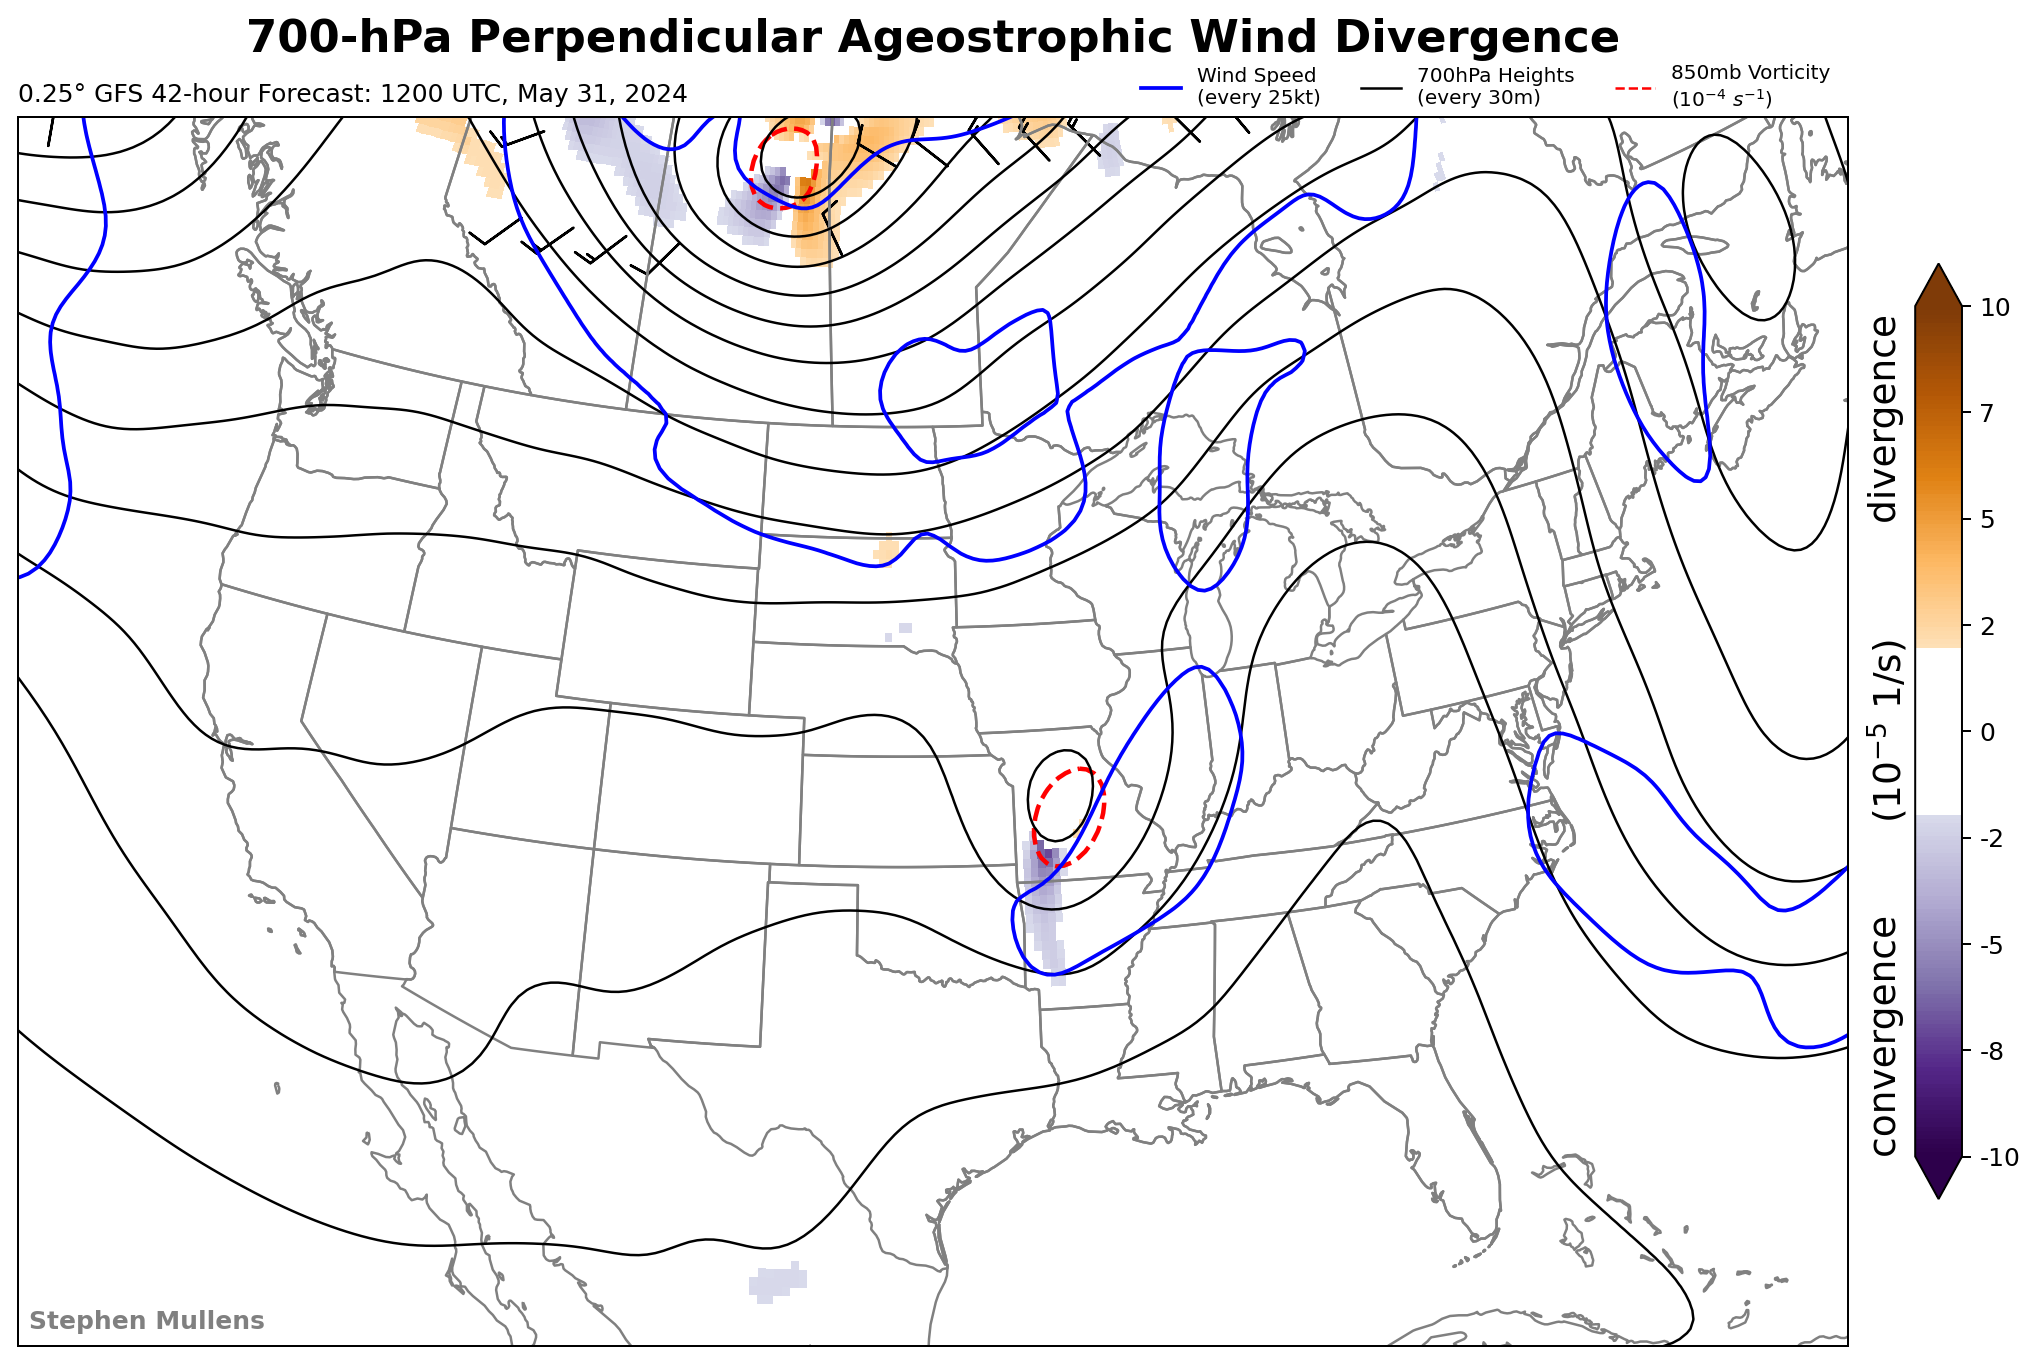 700-hPa Perpendicular Ageostrophic Wind Divergence
0.25° GFS 42-hour Forecast: 1200 UTC, May 31, 2024
Wind Speed
(every 25kt)
700hPa Heights
(every 30m)
850mb Vorticity
(10⁻⁴ s⁻¹)
10
7
5
2
0
-2
-5
-8
-10
convergence (10⁻⁵ 1/s) divergence
Stephen Mullens